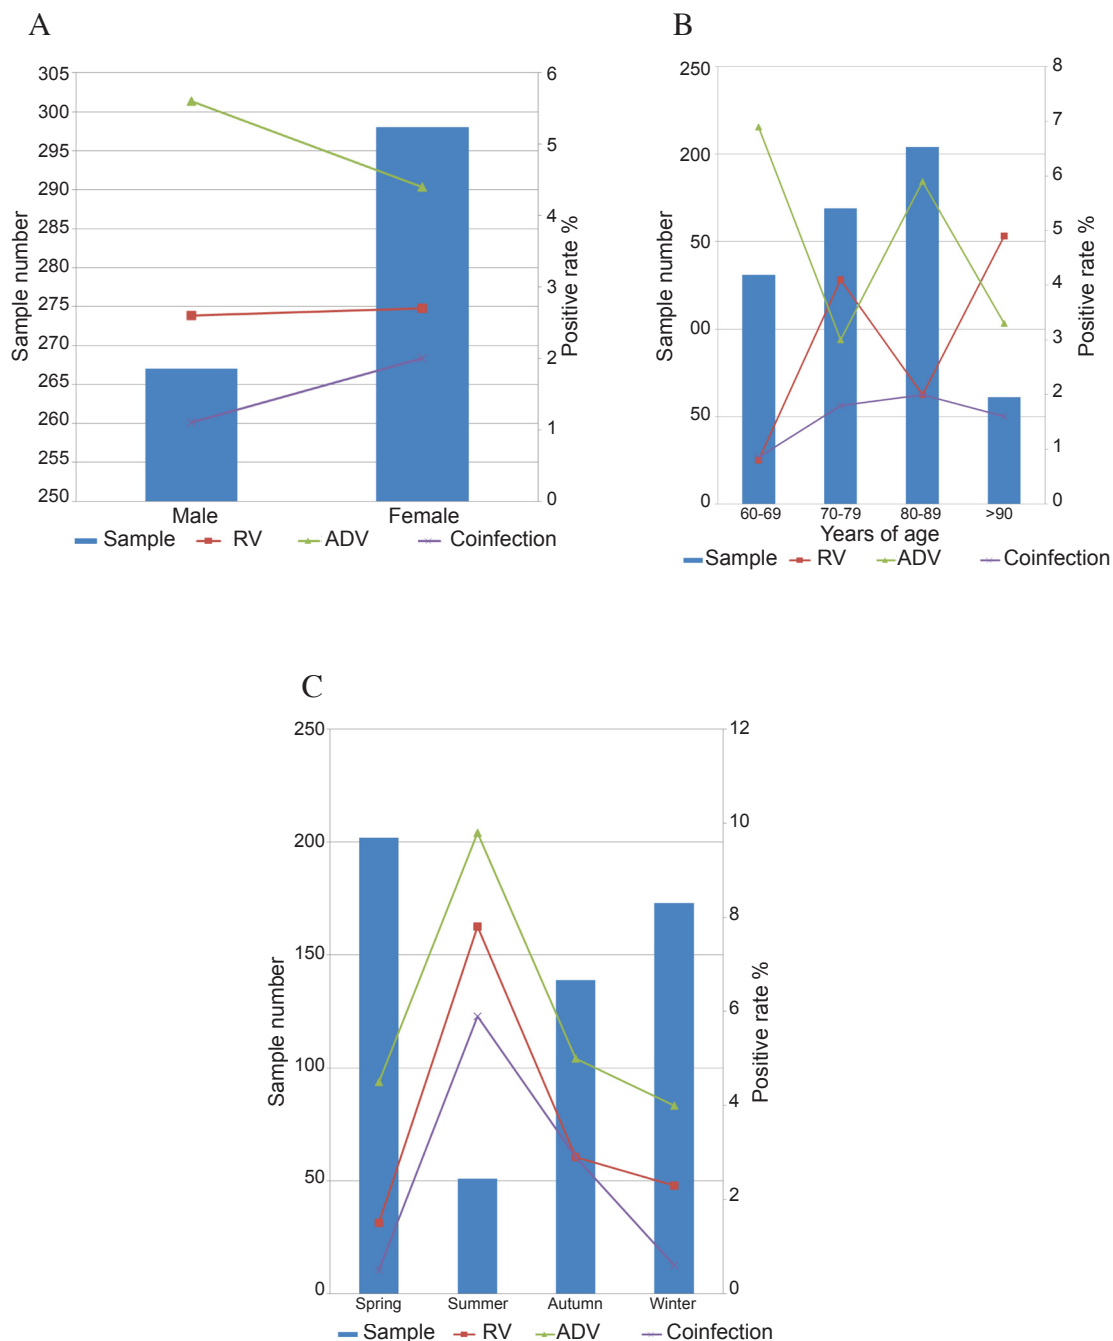 A
305
300
295
290
285
280
275
270
265
260
255
250
Sample number
6
5
4
3
2
1
0
Positive rate %
Male Female
Sample RV ADV Coinfection
B
250
200
50
00
50
0
Sample number
8
7
6
5
4
3
2
1
0
Positive rate %
60-69 70-79 80-89 >90
Years of age
Sample RV ADV Coinfection
C
250
200
150
100
50
0
Sample number
12
10
8
6
4
2
0
Positive rate %
Spring Summer Autumn Winter
Sample RV ADV Coinfection